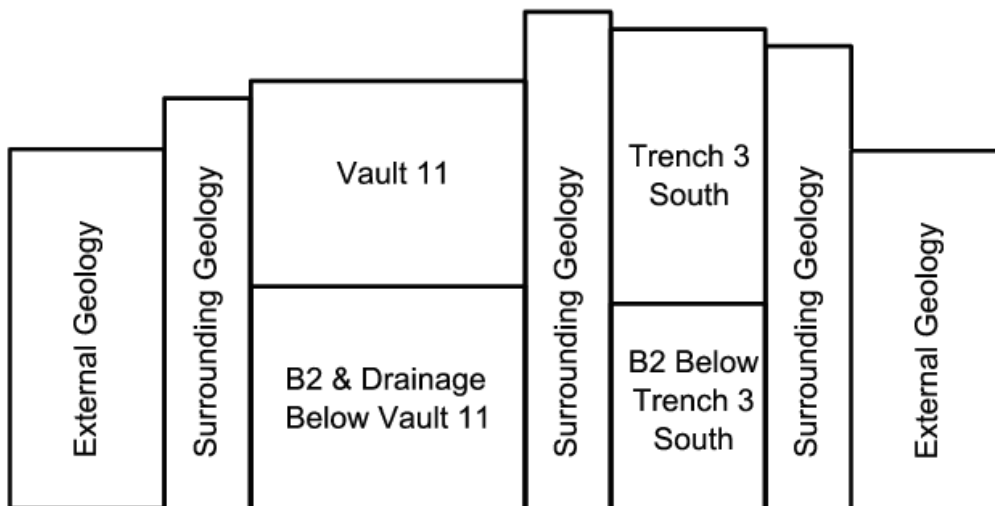 External Geology
Surrounding Geology
Vault 11
B2 & Drainage
Below Vault 11
Surrounding Geology
Trench 3
South
B2 Below
Trench 3
South
Surrounding Geology
External Geology